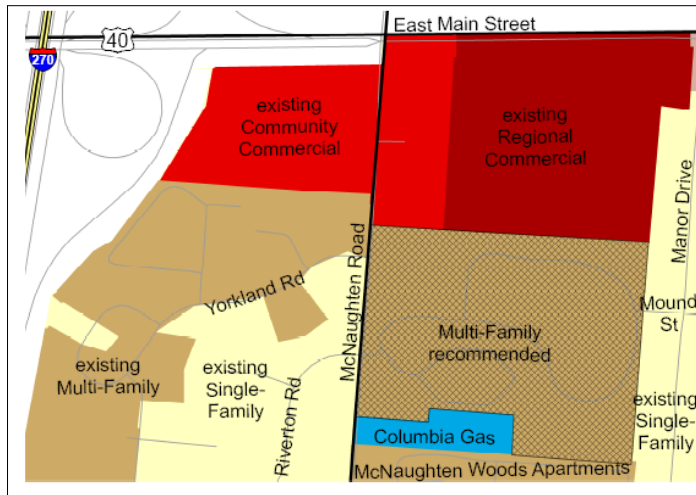 East Main Street
40
270
existing
Community
Commercial
existing
Regional
Commercial
Manor Drive
McNaughten Road
Yorkland Rd
Mound
St
Multi-Family
recommended
existing
Multi-Family
existing
Single-
Family
Riverton Rd
existing
Single-
Family
Columbia Gas
McNaughten Woods Apartments